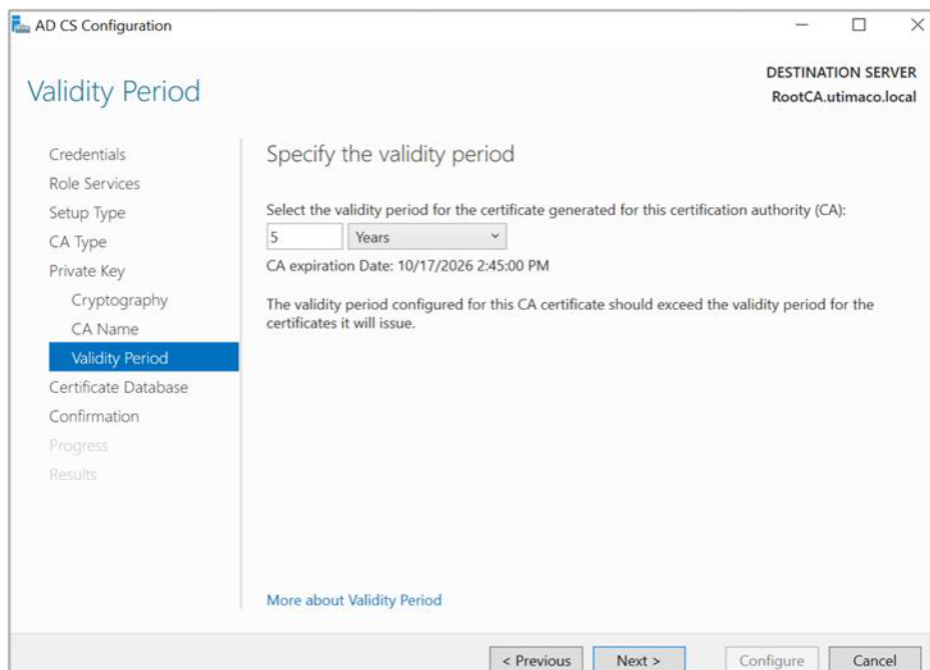 AD CS Configuration
Validity Period
DESTINATION SERVER
RootCA.utimaco.local
Credentials
Role Services
Setup Type
CA Type
Private Key
Cryptography
CA Name
Validity Period
Certificate Database
Confirmation
Progress
Results
Specify the validity period
Select the validity period for the certificate generated for this certification authority (CA):
5 Years
CA expiration Date: 10/17/2026 2:45:00 PM
The validity period configured for this CA certificate should exceed the validity period for the
certificates it will issue.
More about Validity Period
< Previous Next > Configure Cancel